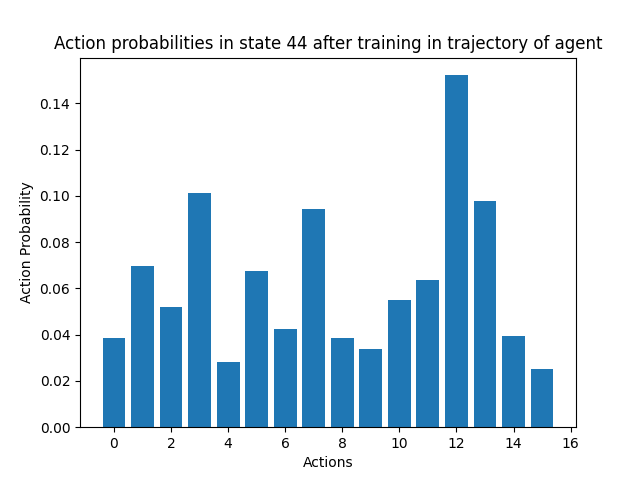 Action probabilities in state 44 after training in trajectory of agent
0.14
0.12
0.10
0.08
0.06
0.04
0.02
0.00
Action Probability
0 2 4 6 8 10 12 14 16
Actions